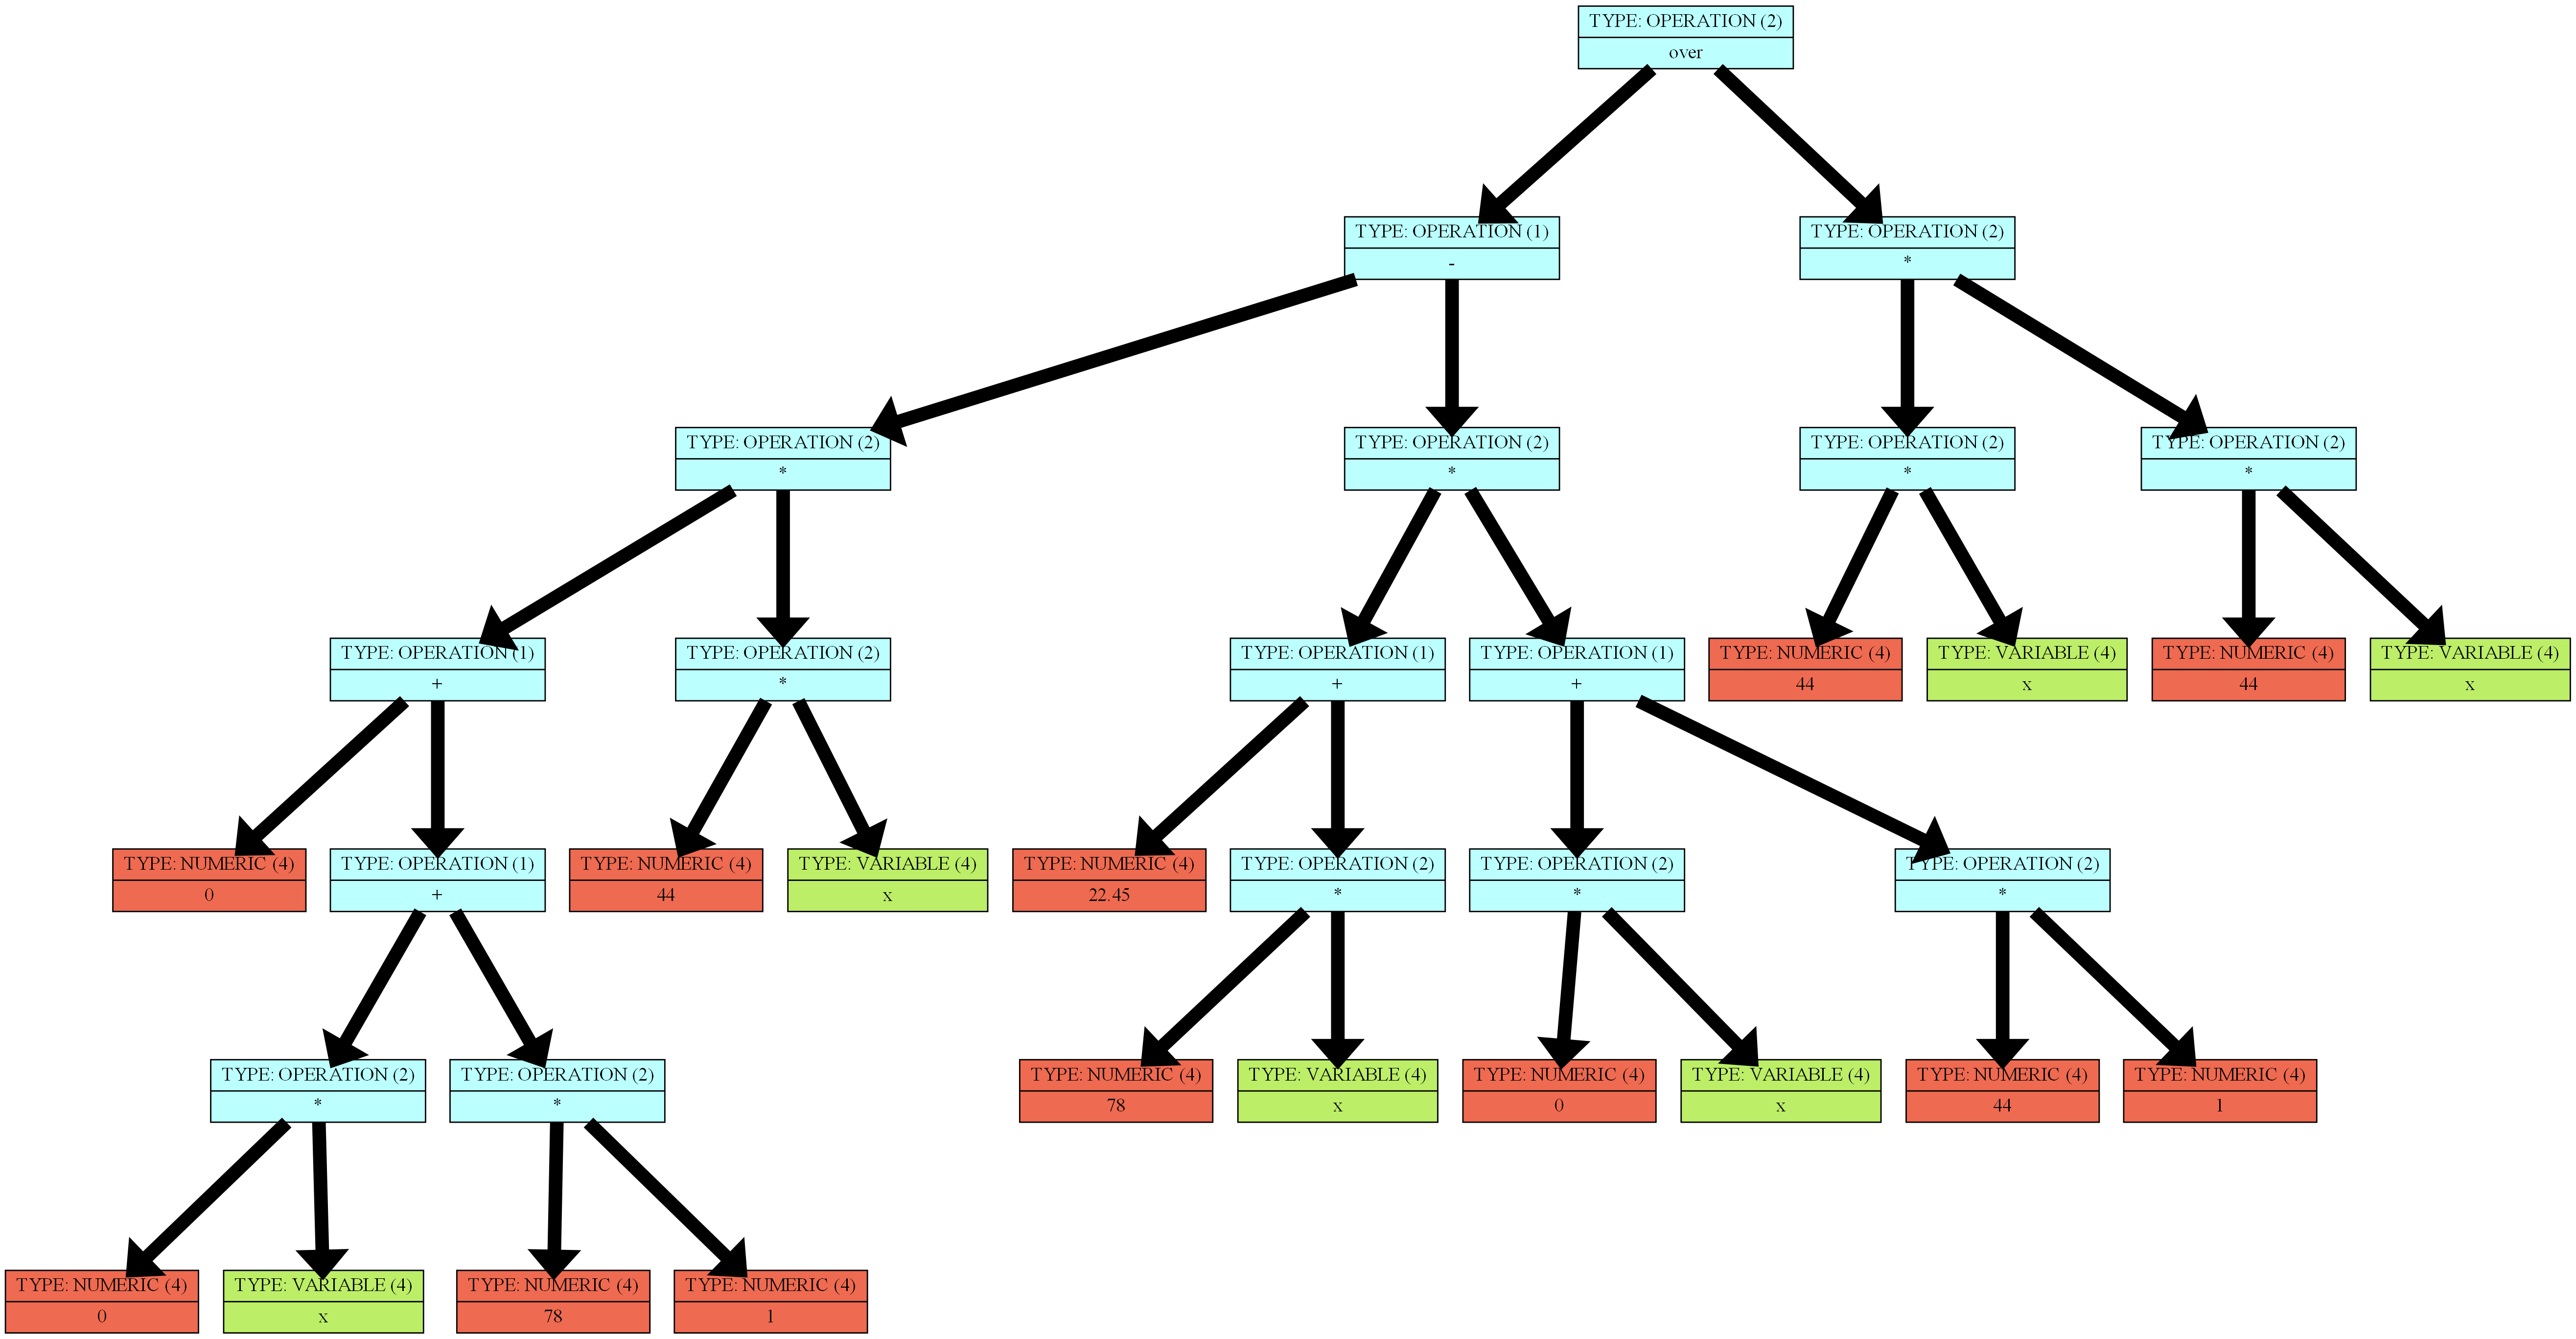 TYPE: OPERATION (2)
over
TYPE: OPERATION (1)
-
TYPE: OPERATION (2)
*
TYPE: OPERATION (2)
*
TYPE: OPERATION (2)
*
TYPE: OPERATION (2)
*
TYPE: OPERATION (2)
*
TYPE: OPERATION (1)
+
TYPE: OPERATION (2)
*
TYPE: OPERATION (1)
+
TYPE: OPERATION (1)
+
TYPE: NUMERIC (4)
44
TYPE: VARIABLE (4)
x
TYPE: NUMERIC (4)
44
TYPE: VARIABLE (4)
x
TYPE: NUMERIC (4)
0
TYPE: OPERATION (1)
+
TYPE: NUMERIC (4)
44
TYPE: VARIABLE (4)
x
TYPE: NUMERIC (4)
22.45
TYPE: OPERATION (2)
*
TYPE: OPERATION (2)
*
TYPE: OPERATION (2)
*
TYPE: OPERATION (2)
*
TYPE: OPERATION (2)
*
TYPE: NUMERIC (4)
78
TYPE: VARIABLE (4)
x
TYPE: NUMERIC (4)
0
TYPE: VARIABLE (4)
x
TYPE: NUMERIC (4)
44
TYPE: NUMERIC (4)
1
TYPE: NUMERIC (4)
0
TYPE: VARIABLE (4)
x
TYPE: NUMERIC (4)
78
TYPE: NUMERIC (4)
1